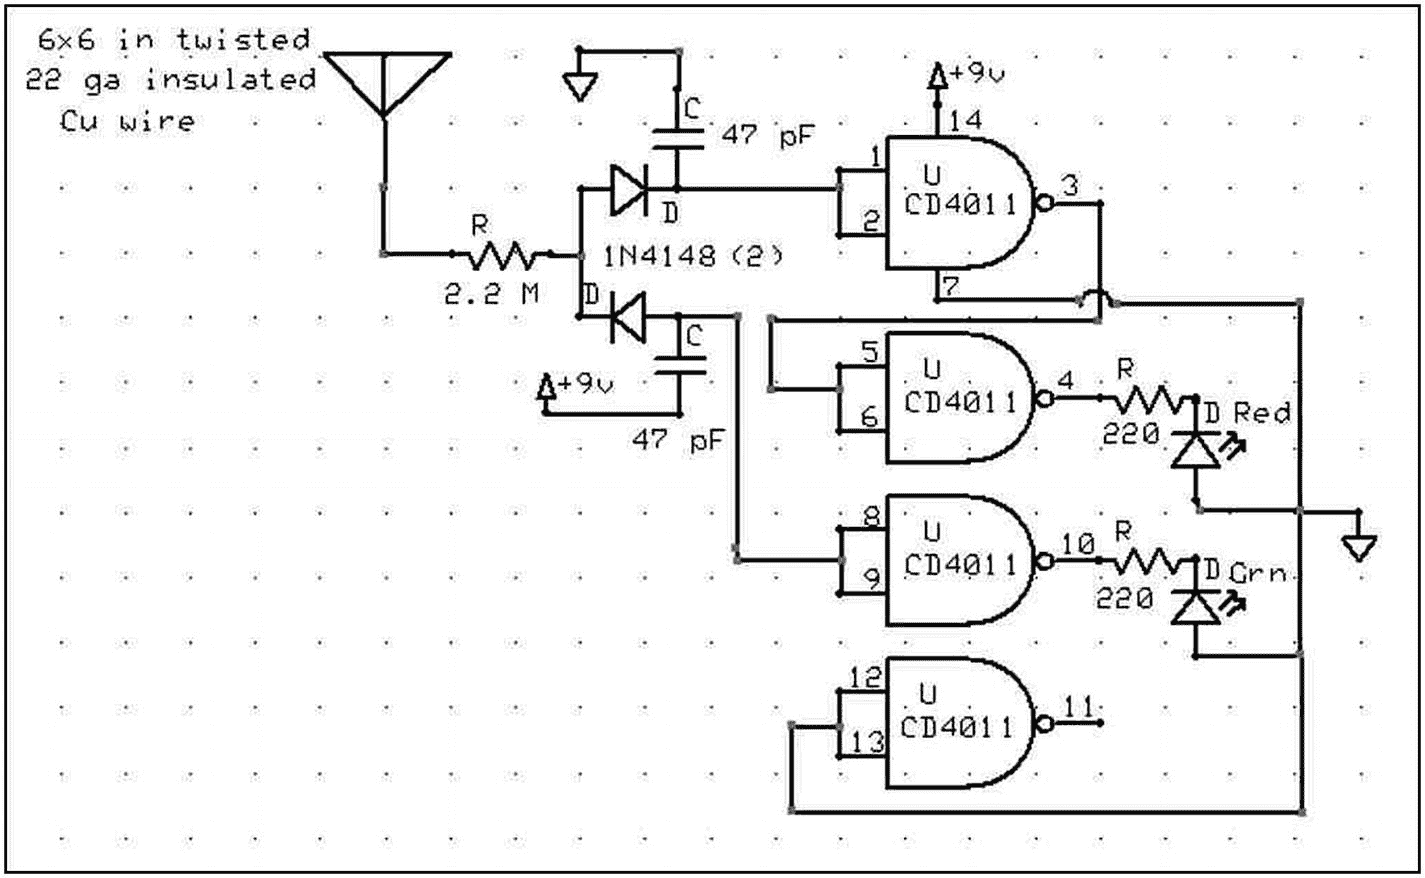 6x6 in twisted
22 ga insulated
Cu wire
R
2.2 M
C
47 pF
D
1N4148 (2)
D
C
+9v
47 pF
+9v
14
1
2
U
CD4011
3
7
5
6
U
CD4011
4
R
220
D Red
8
9
U
CD4011
10
R
220
D Grn
12
13
U
CD4011
11